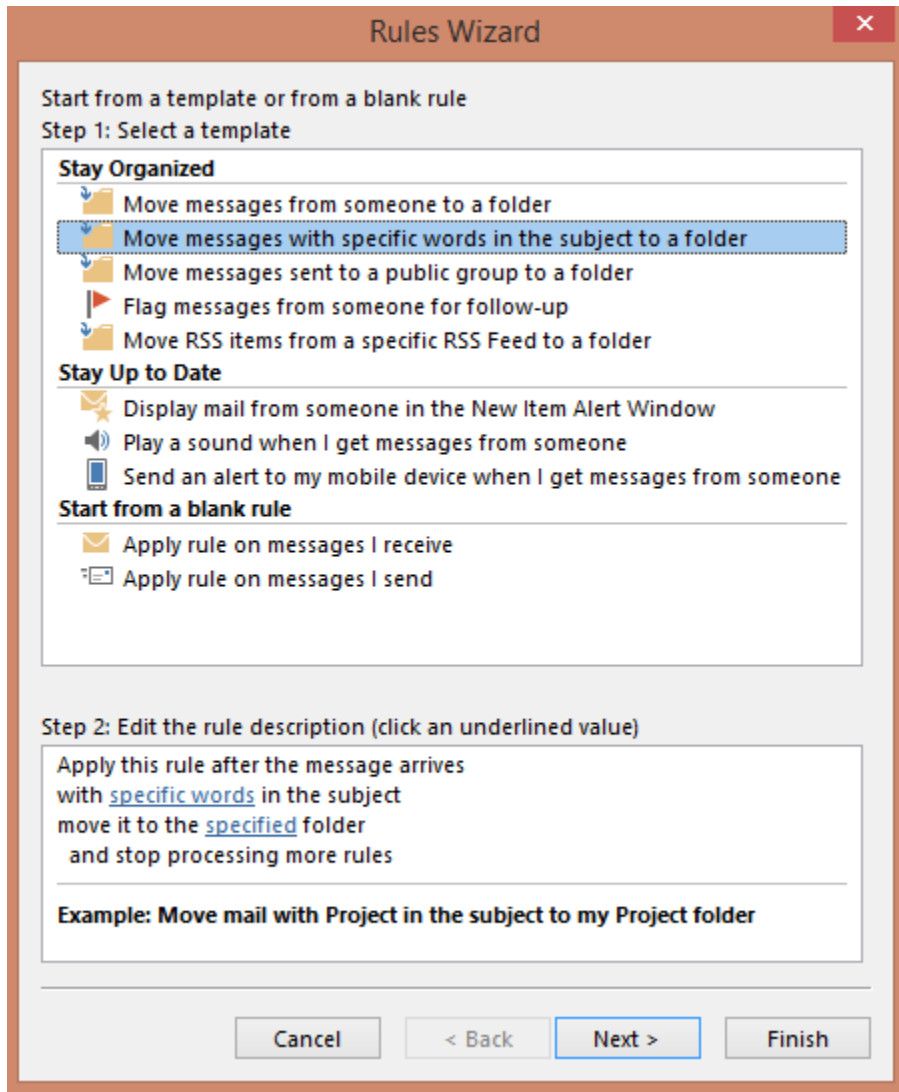 Rules Wizard
Start from a template or from a blank rule
Step 1: Select a template
Stay Organized
Move messages from someone to a folder
Move messages with specific words in the subject to a folder
Move messages sent to a public group to a folder
Flag messages from someone for follow-up
Move RSS items from a specific RSS Feed to a folder
Stay Up to Date
Display mail from someone in the New Item Alert Window
Play a sound when I get messages from someone
Send an alert to my mobile device when I get messages from someone
Start from a blank rule
Apply rule on messages I receive
Apply rule on messages I send
Step 2: Edit the rule description (click an underlined value)
Apply this rule after the message arrives
with specific words in the subject
move it to the specified folder
and stop processing more rules
Example: Move mail with Project in the subject to my Project folder
Cancel < Back Next > Finish